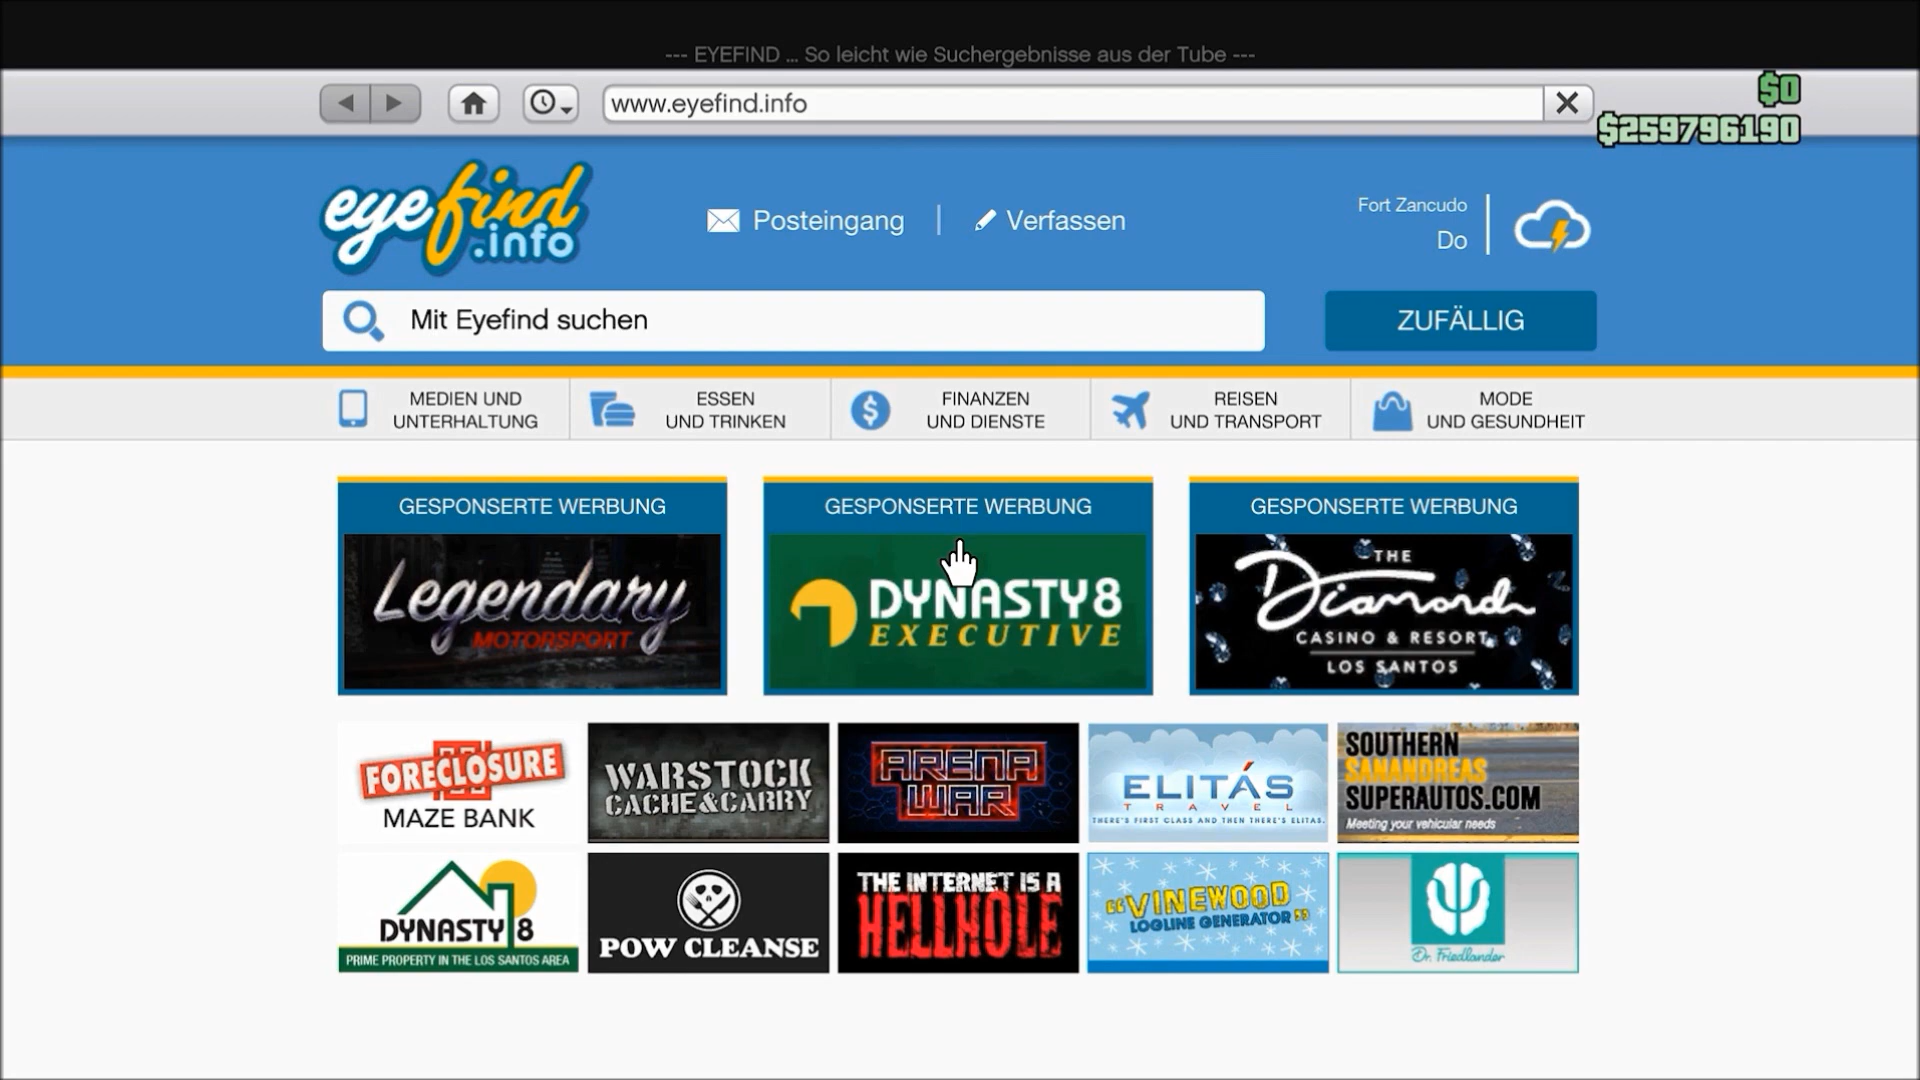 --- EYEFIND ... So leicht wie Suchergebnisse aus der Tube ---
www.eyefind.info
$0
$259796190
eyefind
.info
Posteingang
Verfassen
Fort Zancudo
Do
Mit Eyefind suchen
ZUFÄLLIG
MEDIEN UND
UNTERHALTUNG
ESSEN
UND TRINKEN
FINANZEN
UND DIENSTE
REISEN
UND TRANSPORT
MODE
UND GESUNDHEIT
GESPONSERTE WERBUNG
Legendary
MOTORSPORT
GESPONSERTE WERBUNG
DYNASTY8
EXECUTIVE
GESPONSERTE WERBUNG
THE
Diamond
CASINO & RESORT
LOS SANTOS
FORECLOSURE
MAZE BANK
WARSTOCK
CACHE&CARRY
ARENA
WAR
ELITÁS
TRAVEL
THERE'S FIRST CLASS AND THEN THERE'S ELITAS.
SOUTHERN
SANANDREAS
SUPERAUTOS.COM
Meeting your vehicular needs
DYNASTY 8
PRIME PROPERTY IN THE LOS SANTOS AREA
POW CLEANSE
THE INTERNET IS A
HELLHOLE
"VINEWOOD
LOGLINE GENERATOR"
Dr. Friedlander